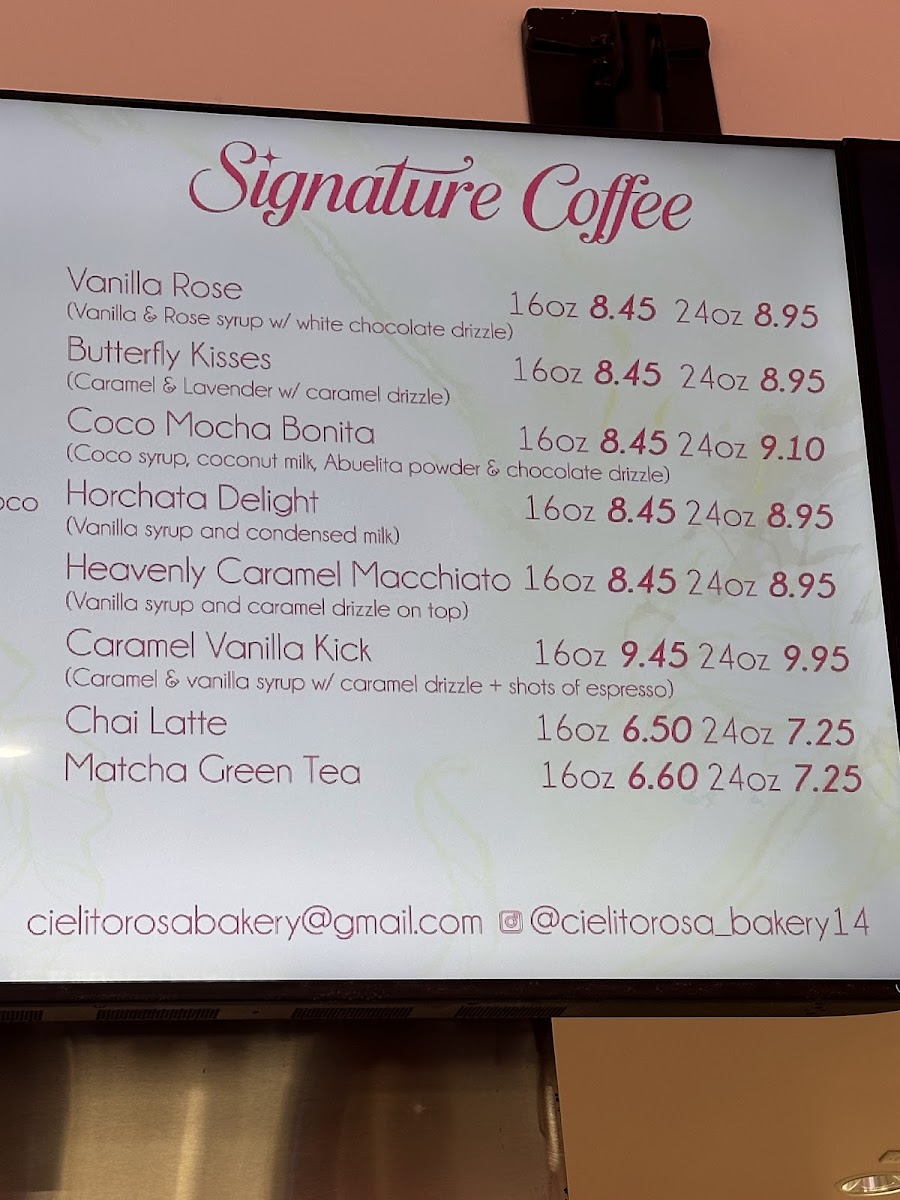 Signature Coffee
Vanilla Rose 16oz 8.45 24oz 8.95
(Vanilla & Rose syrup w/ white chocolate drizzle)
Butterfly Kisses 16oz 8.45 24oz 8.95
(Caramel & Lavender w/ caramel drizzle)
Coco Mocha Bonita 16oz 8.45 24oz 9.10
(Coco syrup, coconut milk, Abuelita powder & chocolate drizzle)
oco
Horchata Delight 16oz 8.45 24oz 8.95
(Vanilla syrup and condensed milk)
Heavenly Caramel Macchiato 16oz 8.45 24oz 8.95
(Vanilla syrup and caramel drizzle on top)
Caramel Vanilla Kick 16oz 9.45 24oz 9.95
(Caramel & vanilla syrup w/ caramel drizzle + shots of espresso)
Chai Latte 16oz 6.50 24oz 7.25
Matcha Green Tea 16oz 6.60 24oz 7.25
cielitorosabakery@gmail.com @cielitorosa_bakery14